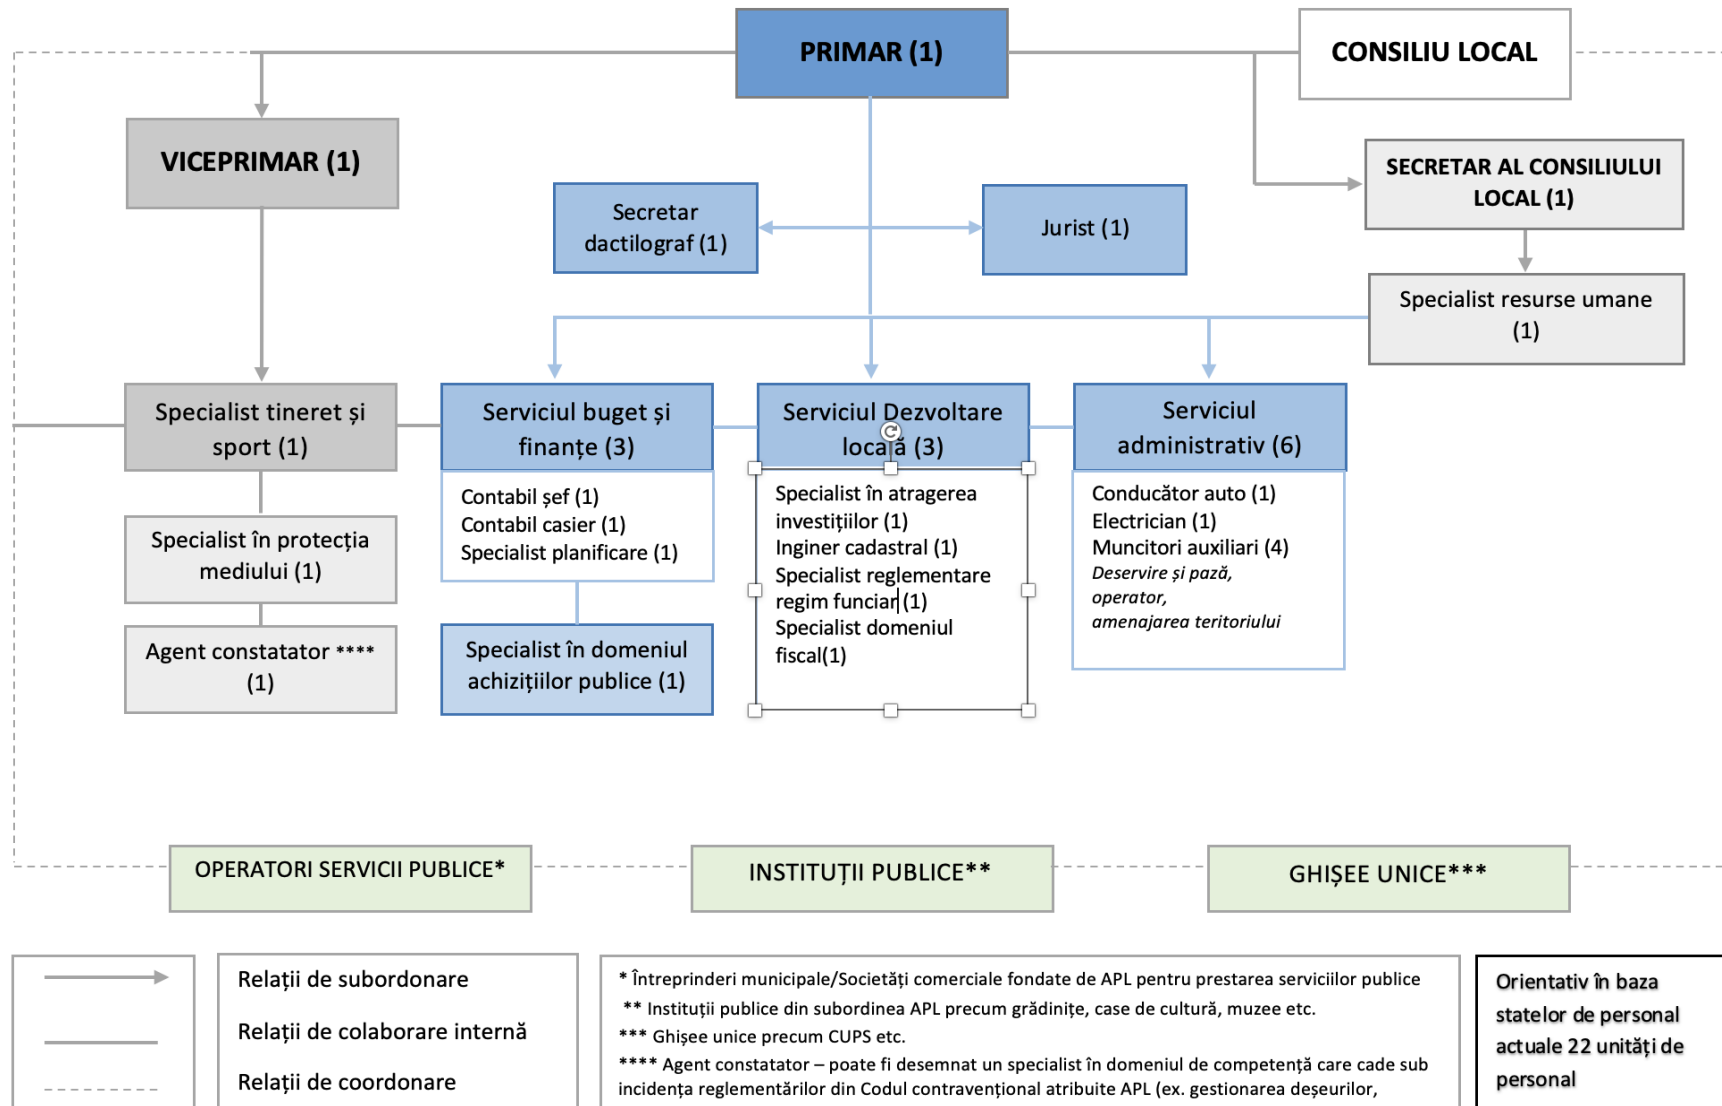 PRIMAR (1)
CONSILIU LOCAL
VICEPRIMAR (1)
SECRETAR AL CONSILIULUI
LOCAL (1)
Secretar
dactilograf (1)
Jurist (1)
Specialist resurse umane
(1)
Specialist tineret și
sport (1)
Serviciul buget și
finanțe (3)
Serviciul Dezvoltare
locală (3)
Serviciul
administrativ (6)
Specialist în protecția
mediului (1)
Agent constatator ****
(1)
Contabil șef (1)
Contabil casier (1)
Specialist planificare (1)
Specialist în domeniul
achizițiilor publice (1)
Specialist în atragerea
investițiilor (1)
Inginer cadastral (1)
Specialist reglementare
regim funciar (1)
Specialist domeniul
fiscal(1)
Conducător auto (1)
Electrician (1)
Muncitori auxiliari (4)
Deservire și pază,
operator,
amenajarea teritoriului
OPERATORI SERVICII PUBLICE*
INSTITUȚII PUBLICE**
GHIȘEE UNICE***
Relații de subordonare
Relații de colaborare internă
Relații de coordonare
* Întreprinderi municipale/Societăți comerciale fondate de APL pentru prestarea serviciilor publice
** Instituții publice din subordinea APL precum grădinițe, case de cultură, muzee etc.
*** Ghișee unice precum CUPS etc.
**** Agent constatator – poate fi desemnat un specialist în domeniul de competență care cade sub
incidența reglementărilor din Codul contravențional atribuite APL (ex. gestionarea deșeurilor,
Orientativ în baza
statelor de personal
actuale 22 unități de
personal